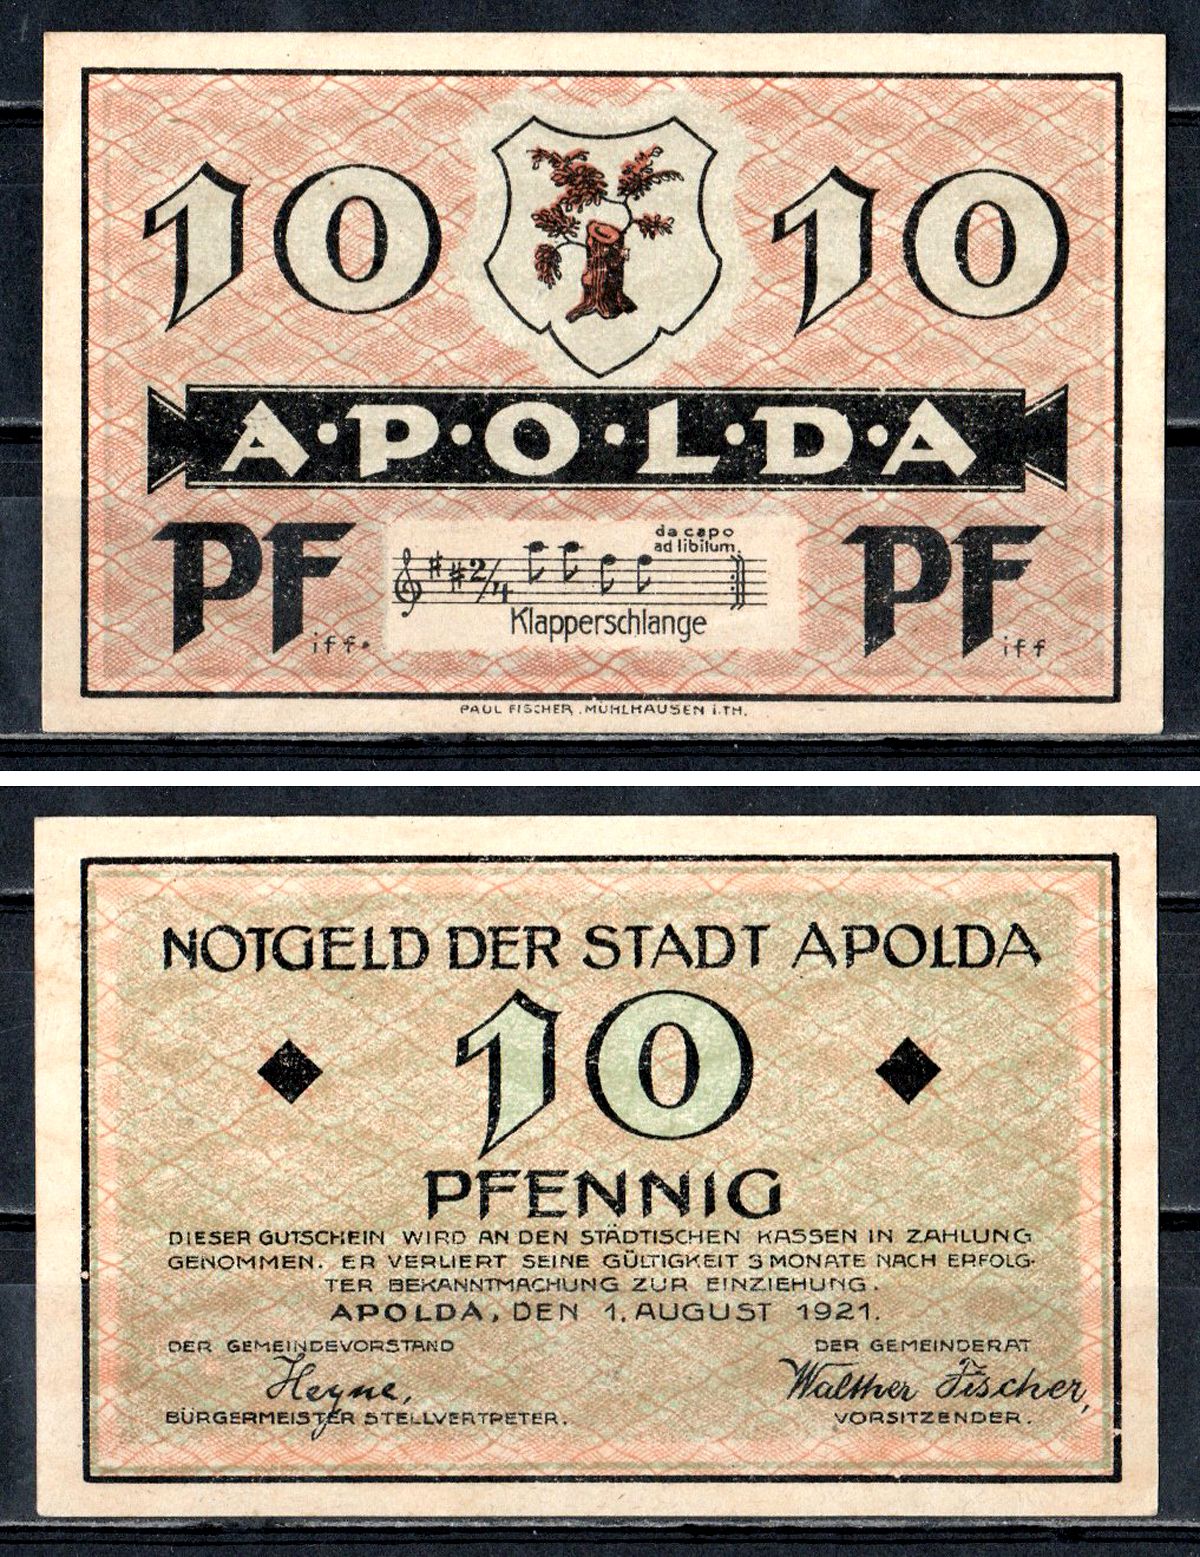 10 10
A·P·O·L·D·A
PF PF
da capo
ad libitum.
2/4
Klapperschlange
iff. iff
PAUL FISCHER, MÜHLHAUSEN i. TH.
NOTGELD DER STADT APOLDA
10
PFENNIG
DIESER GUTSCHEIN WIRD AN DEN STÄDTISCHEN KASSEN IN ZAHLUNG
GENOMMEN. ER VERLIERT SEINE GÜLTIGKEIT 3 MONATE NACH ERFOLG-
TER BEKANNTMACHUNG ZUR EINZIEHUNG.
APOLDA, DEN 1. AUGUST 1921.
DER GEMEINDEVORSTAND DER GEMEINDERAT
Heyne, Walther Fischer,
BÜRGERMEISTER STELLVERTRETER. VORSITZENDER.